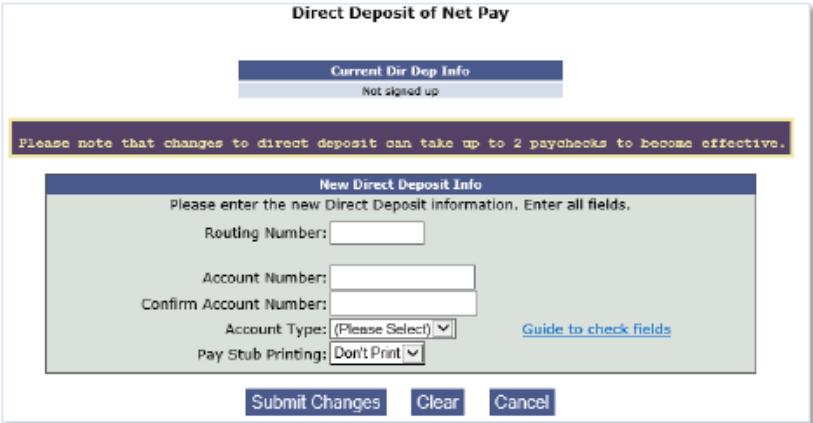 Direct Deposit of Net Pay
Current Dir Dep Info
Not signed up
Please note that changes to direct deposit can take up to 2 paychecks to become effective.
New Direct Deposit Info
Please enter the new Direct Deposit information. Enter all fields.
Routing Number:
Account Number:
Confirm Account Number:
Account Type: (Please Select) Guide to check fields
Pay Stub Printing: Don't Print
Submit Changes Clear Cancel